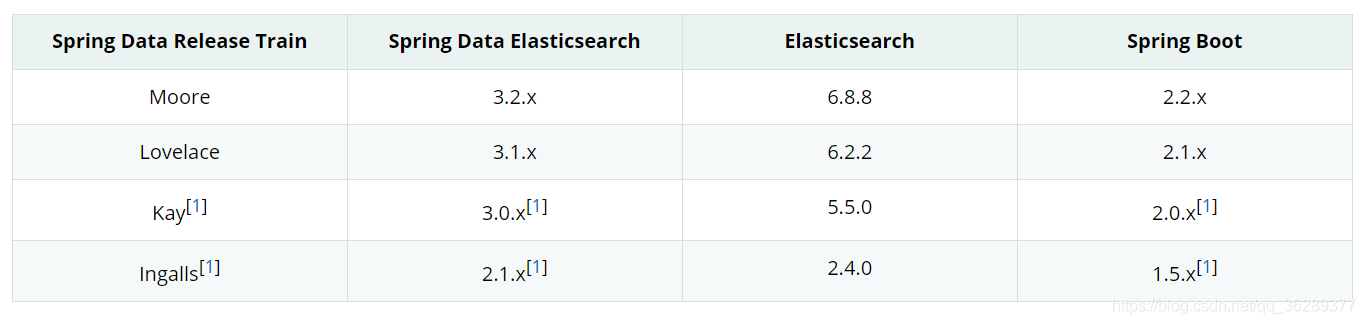 Spring Data Release Train Spring Data Elasticsearch Elasticsearch Spring Boot
Moore 3.2.x 6.8.8 2.2.x
Lovelace 3.1.x 6.2.2 2.1.x
Kay[1] 3.0.x[1] 5.5.0 2.0.x[1]
Ingalls[1] 2.1.x[1] 2.4.0 1.5.x[1]
https://blog.csdn.net/qq_36289377